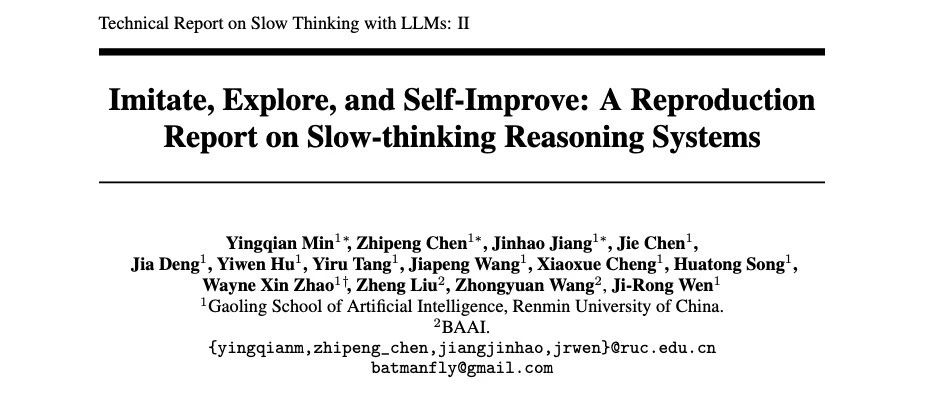 Technical Report on Slow Thinking with LLMs: II
Imitate, Explore, and Self-Improve: A Reproduction
Report on Slow-thinking Reasoning Systems
Yingqian Min1*, Zhipeng Chen1*, Jinhao Jiang1*, Jie Chen1,
Jia Deng1, Yiwen Hu1, Yiru Tang1, Jiapeng Wang1, Xiaoxue Cheng1, Huatong Song1,
Wayne Xin Zhao1†, Zheng Liu2, Zhongyuan Wang2, Ji-Rong Wen1
1Gaoling School of Artificial Intelligence, Renmin University of China.
2BAAI.
{yingqianm,zhipeng_chen,jiangjinhao,jrwen}@ruc.edu.cn
batmanfly@gmail.com